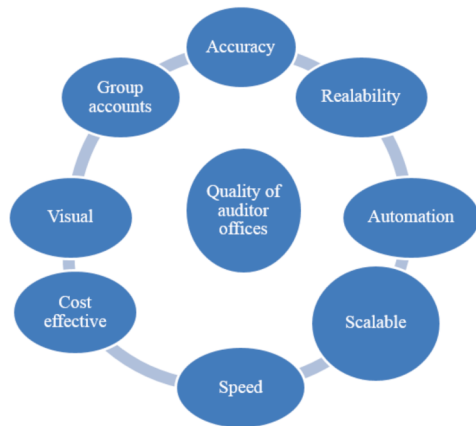 Accuracy
Group
accounts
Realability
Quality of
auditor
offices
Visual
Automation
Cost
effective
Scalable
Speed